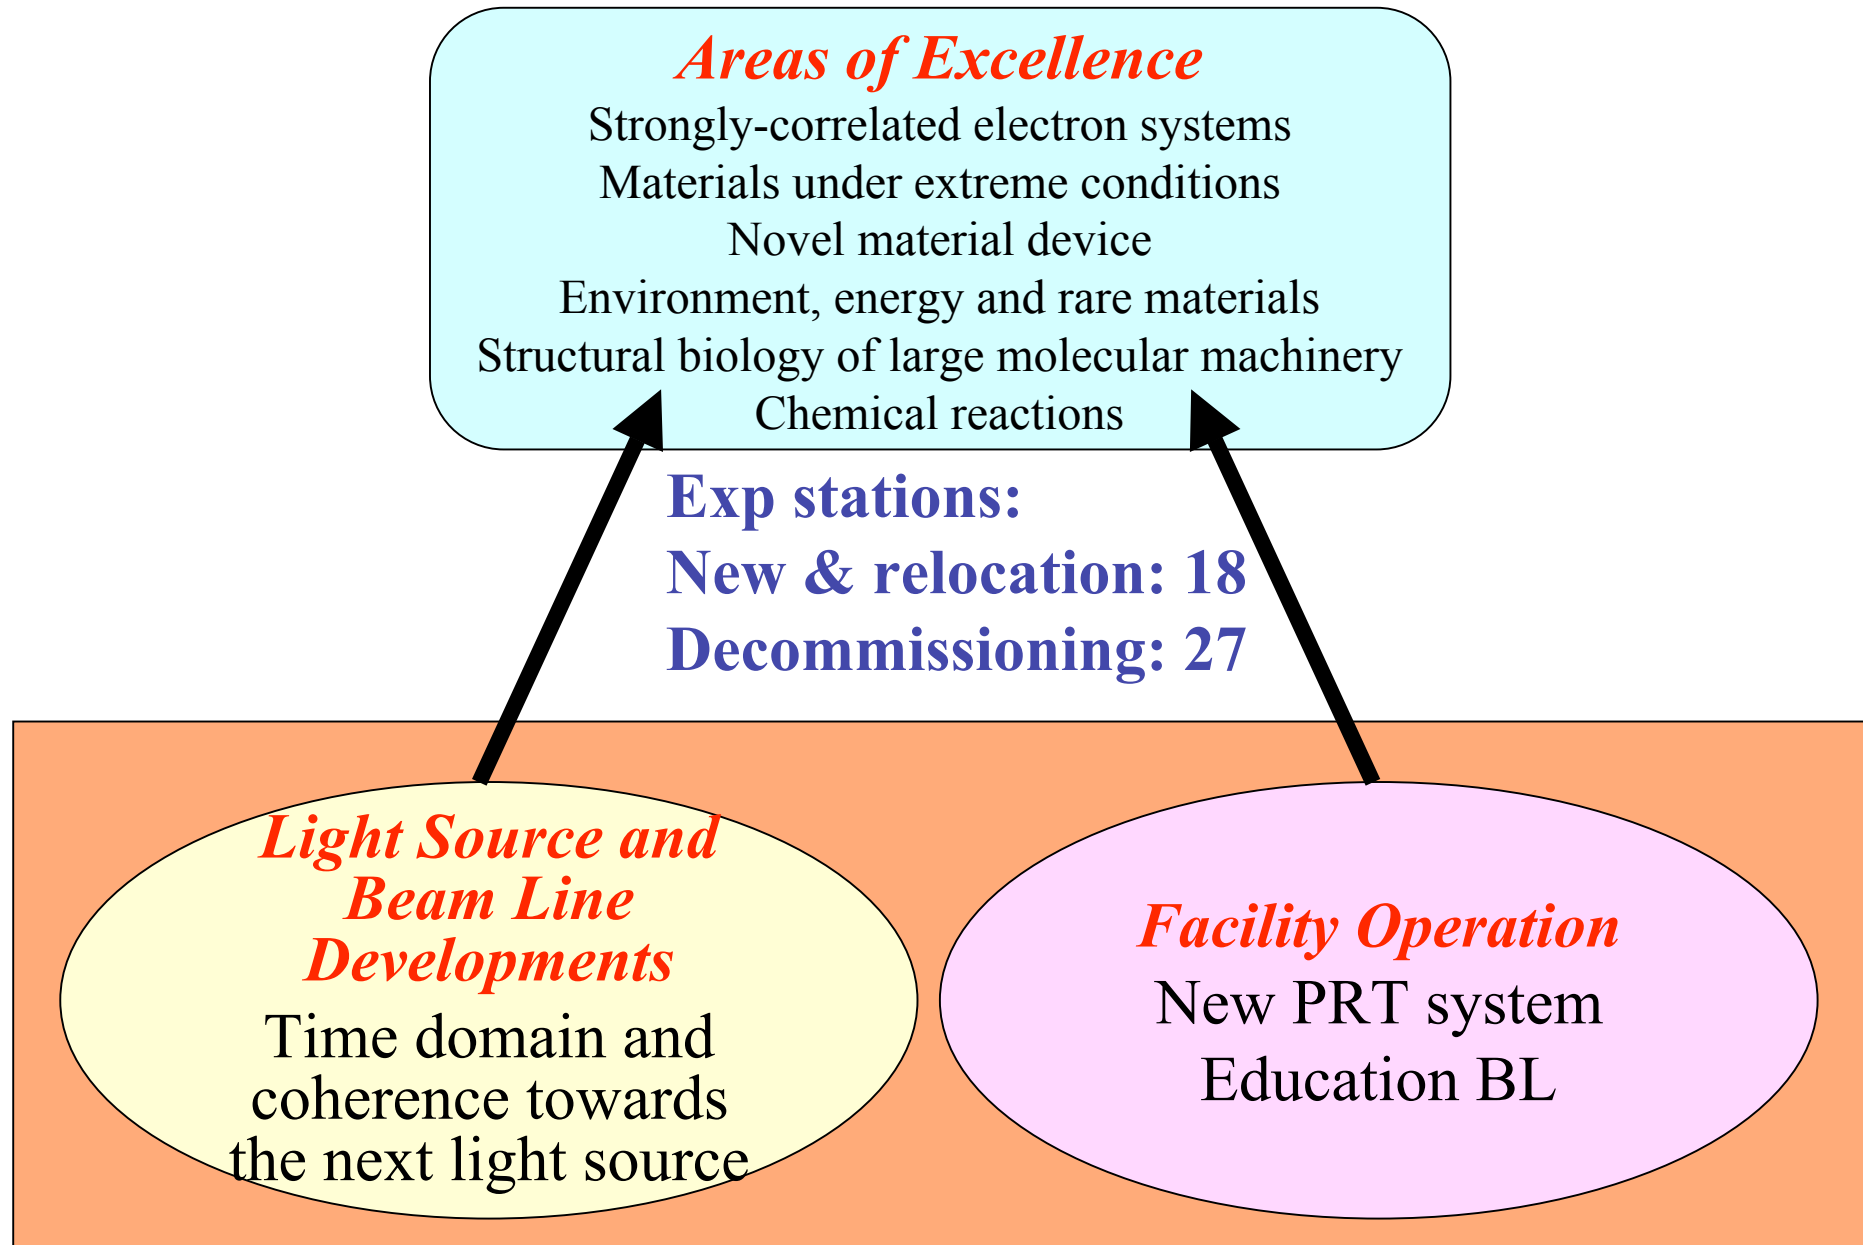 Areas of Excellence
Strongly-correlated electron systems
Materials under extreme conditions
Novel material device
Environment, energy and rare materials
Structural biology of large molecular machinery
Chemical reactions
Exp stations:
New & relocation: 18
Decommissioning: 27
Light Source and
Beam Line
Developments
Time domain and
coherence towards
the next light source
Facility Operation
New PRT system
Education BL